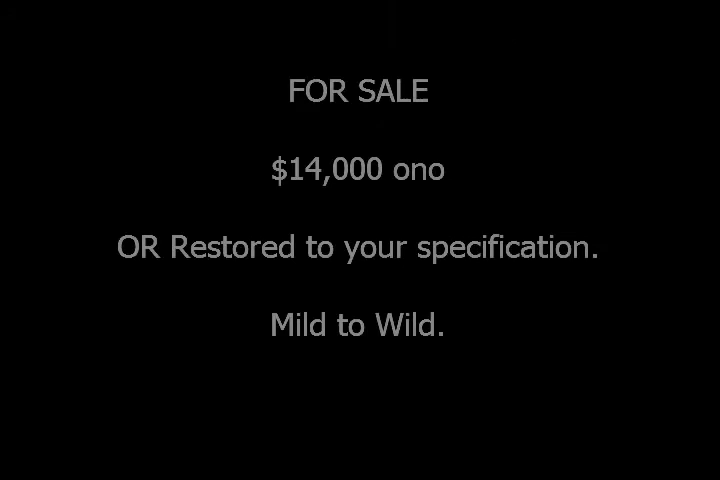 FOR SALE
$14,000 ono
OR Restored to your specification.
Mild to Wild.